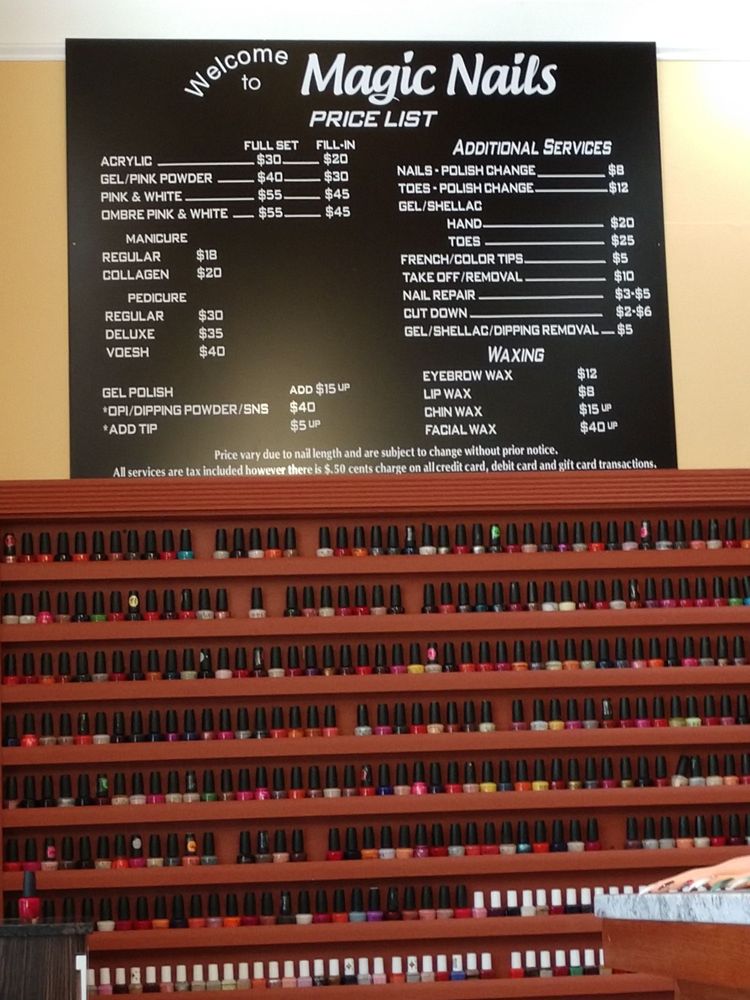 Welcome
to
Magic Nails
PRICE LIST
FULL SET FILL-IN
ACRYLIC $30 $20
GEL/PINK POWDER $40 $30
PINK & WHITE $55 $45
OMBRE PINK & WHITE $55 $45
MANICURE
REGULAR $18
COLLAGEN $20
PEDICURE
REGULAR $30
DELUXE $35
VOESH $40
GEL POLISH ADD $15 UP
*OPI/DIPPING POWDER/SNS $40
*ADD TIP $5 UP
ADDITIONAL SERVICES
NAILS - POLISH CHANGE $8
TOES - POLISH CHANGE $12
GEL/SHELLAC
HAND $20
TOES $25
FRENCH/COLOR TIPS $5
TAKE OFF/REMOVAL $10
NAIL REPAIR $3-$5
CUT DOWN $2-$6
GEL/SHELLAC/DIPPING REMOVAL $5
WAXING
EYEBROW WAX $12
LIP WAX $8
CHIN WAX $15 UP
FACIAL WAX $40 UP
Price vary due to nail length and are subject to change without prior notice.
All services are tax included however there is $.50 cents charge on all credit card, debit card and gift card transactions.